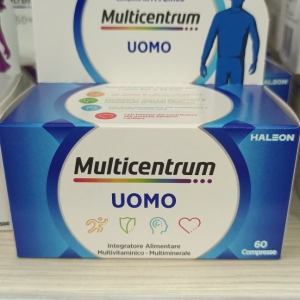 Multicentrum
UOMO
HALEON
Multicentrum
UOMO
Integratore Alimentare
Multivitaminico - Multiminerale
60
Compresse